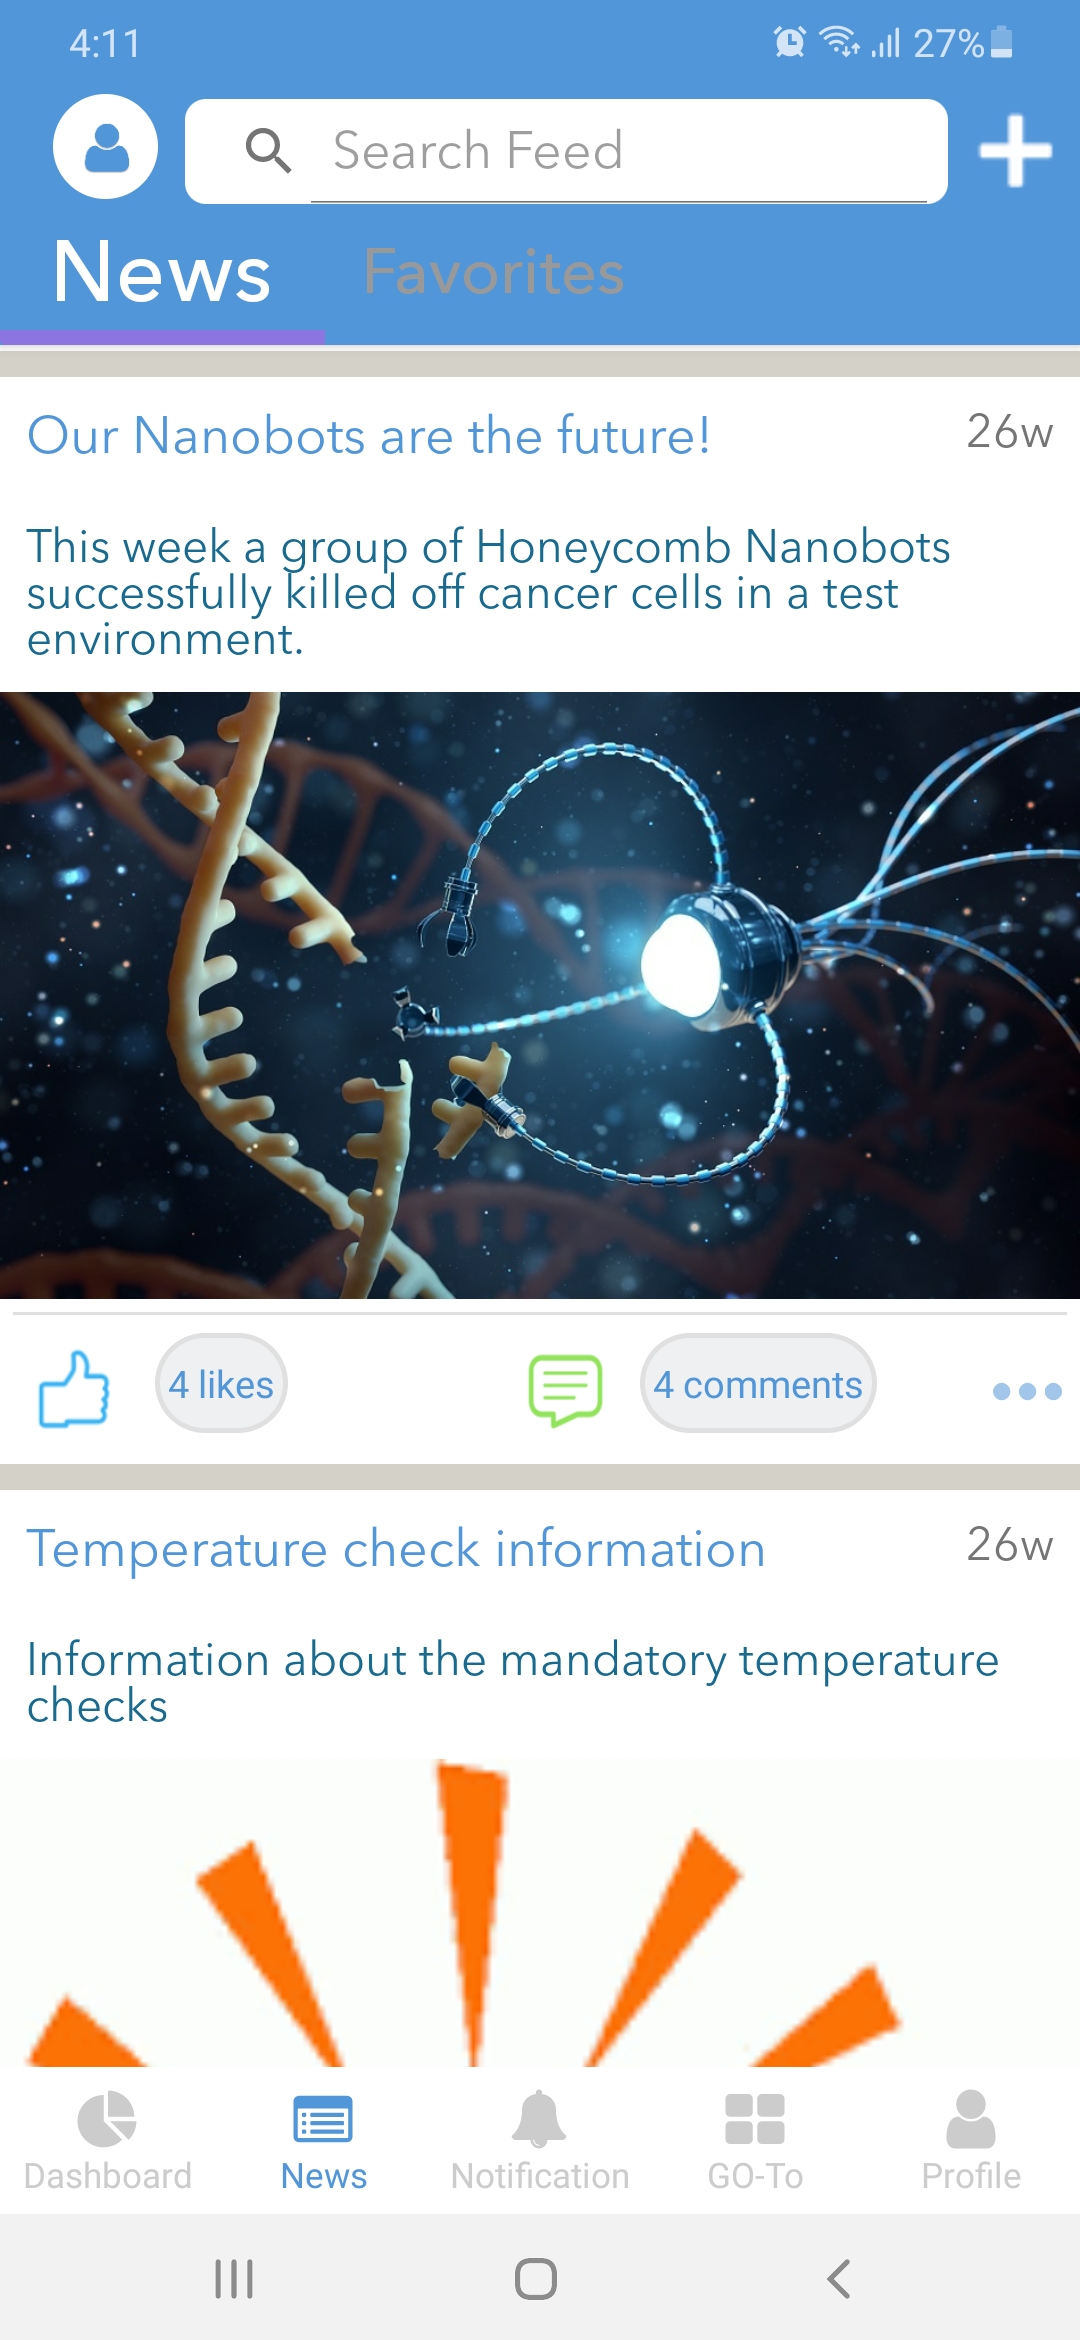 4:11
27%
Search Feed
News
Favorites
Our Nanobots are the future!
26w
This week a group of Honeycomb Nanobots
successfully killed off cancer cells in a test
environment.
4 likes
4 comments
Temperature check information
26w
Information about the mandatory temperature
checks
Dashboard
News
Notification
GO-To
Profile